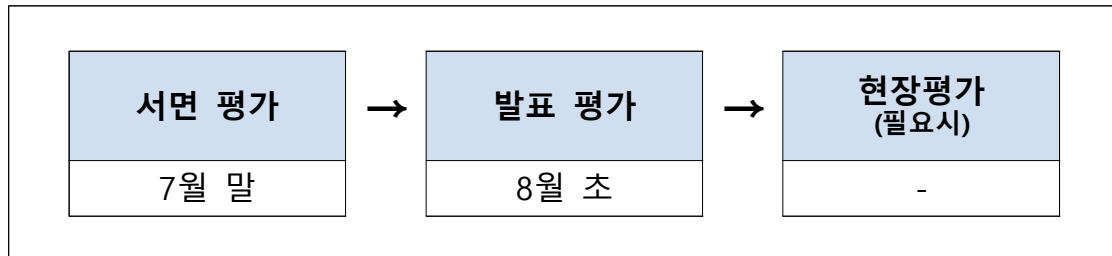 서면 평가
→
발표 평가
→
현장평가
(필요시)
7월 말
8월 초
-